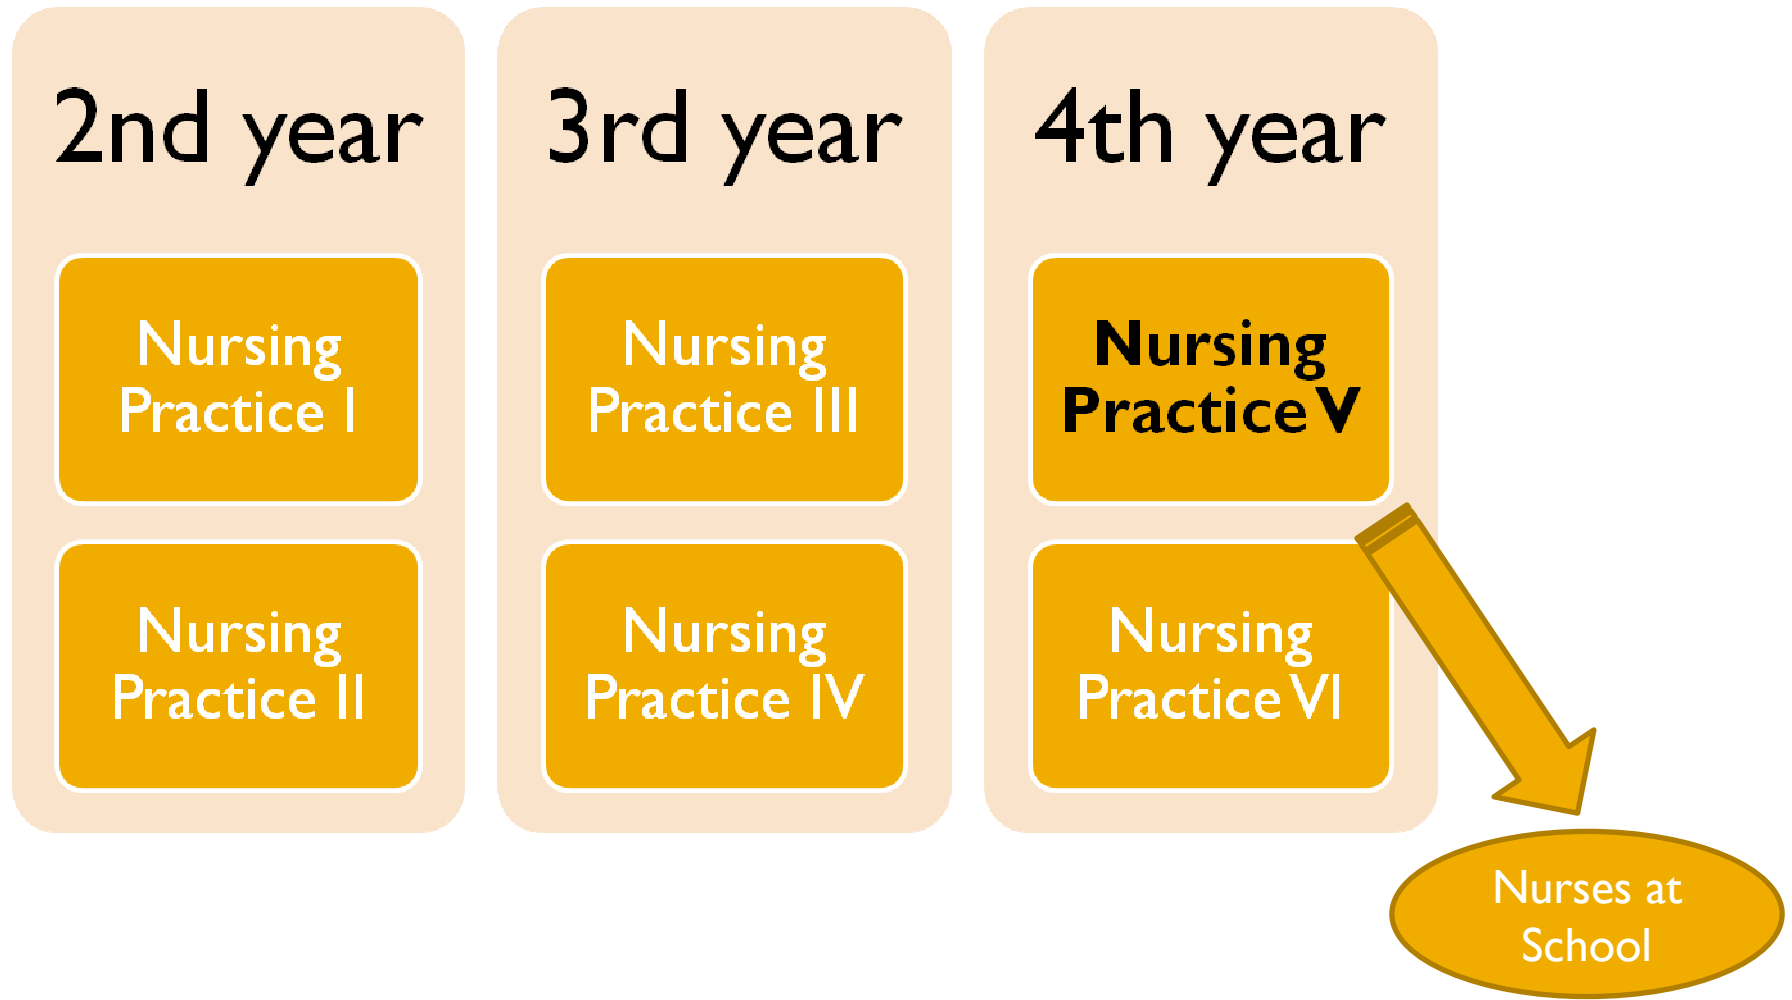 2nd year
Nursing
Practice I
Nursing
Practice II
3rd year
Nursing
Practice III
Nursing
Practice IV
4th year
Nursing
Practice V
Nursing
Practice VI
Nurses at
School